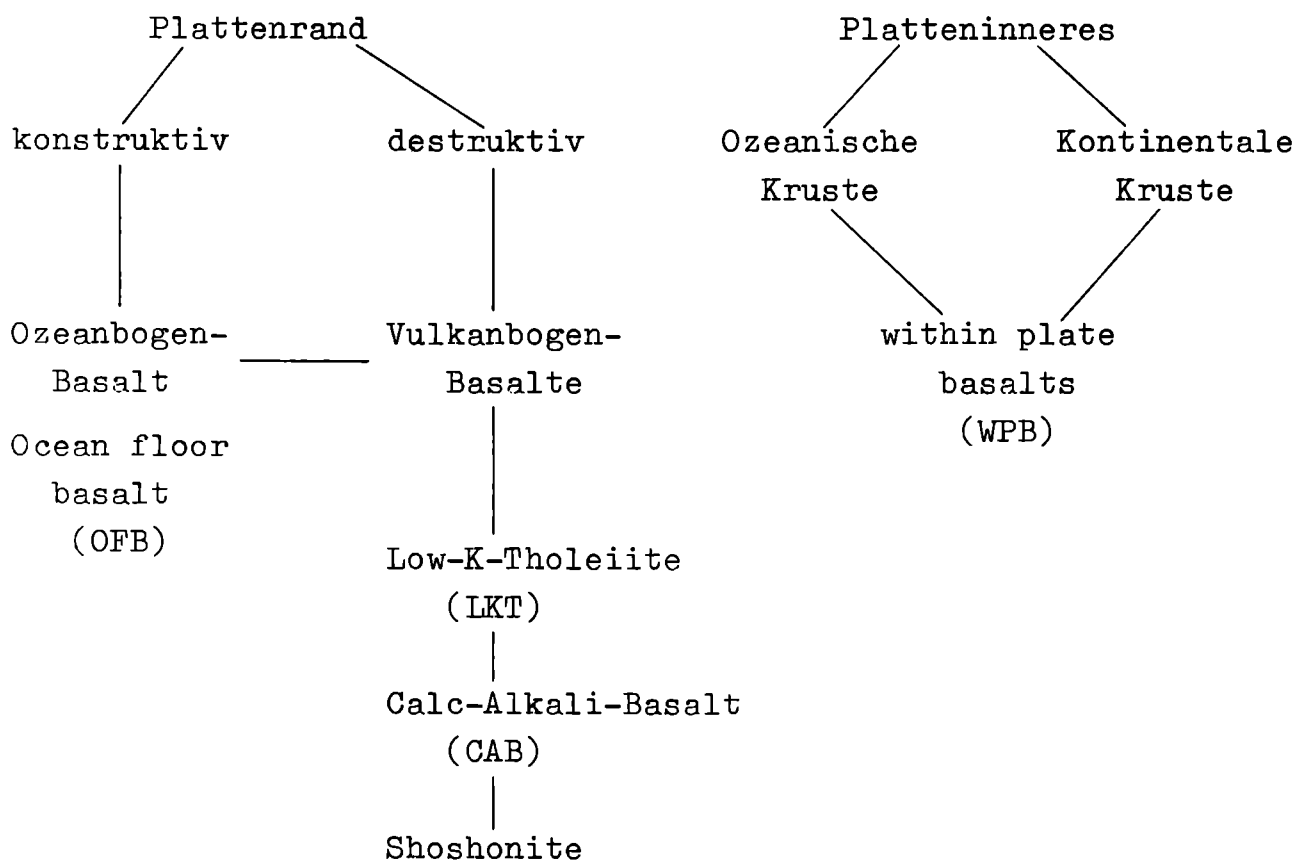 Plattenrand
konstruktiv
destruktiv
Ozeanbogen-
Basalt
Ocean floor
basalt
(OFB)
Vulkanbogen-
Basalte
Low-K-Tholeiite
(LKT)
Calc-Alkali-Basalt
(CAB)
Shoshonite
Platteninneres
Ozeanische
Kruste
Kontinentale
Kruste
within plate
basalts
(WPB)